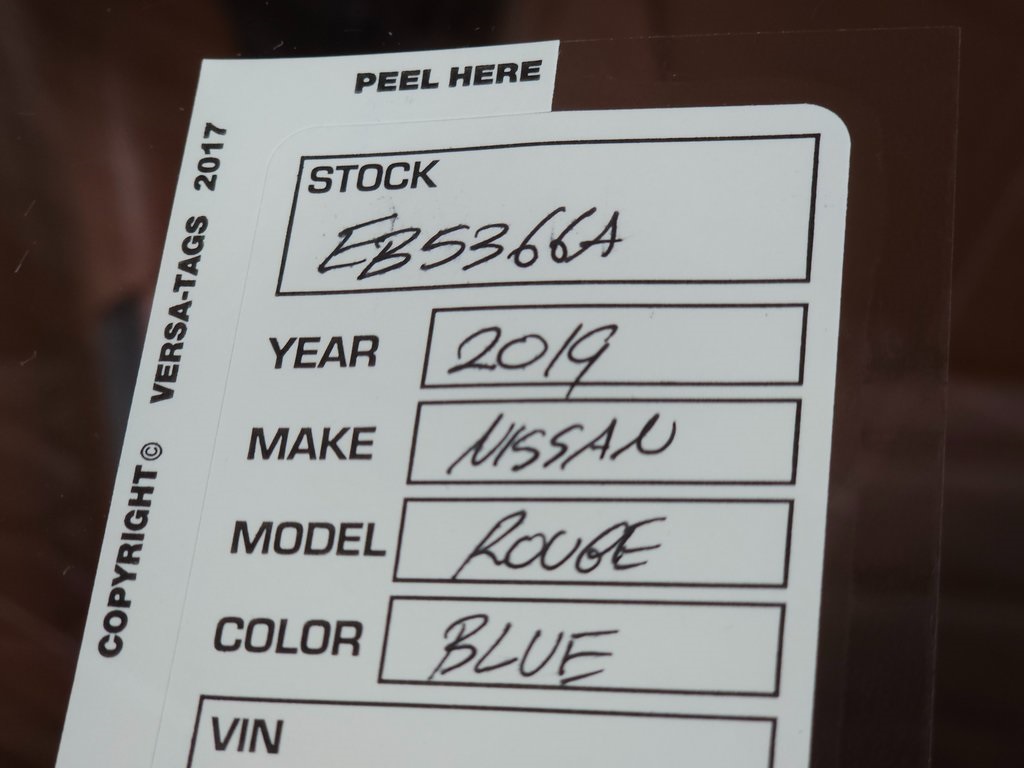 PEEL HERE
COPYRIGHT© VERSA-TAGS 2017
STOCK
EB5366A
YEAR 2019
MAKE NISSAN
MODEL ROUGE
COLOR BLUE
VIN